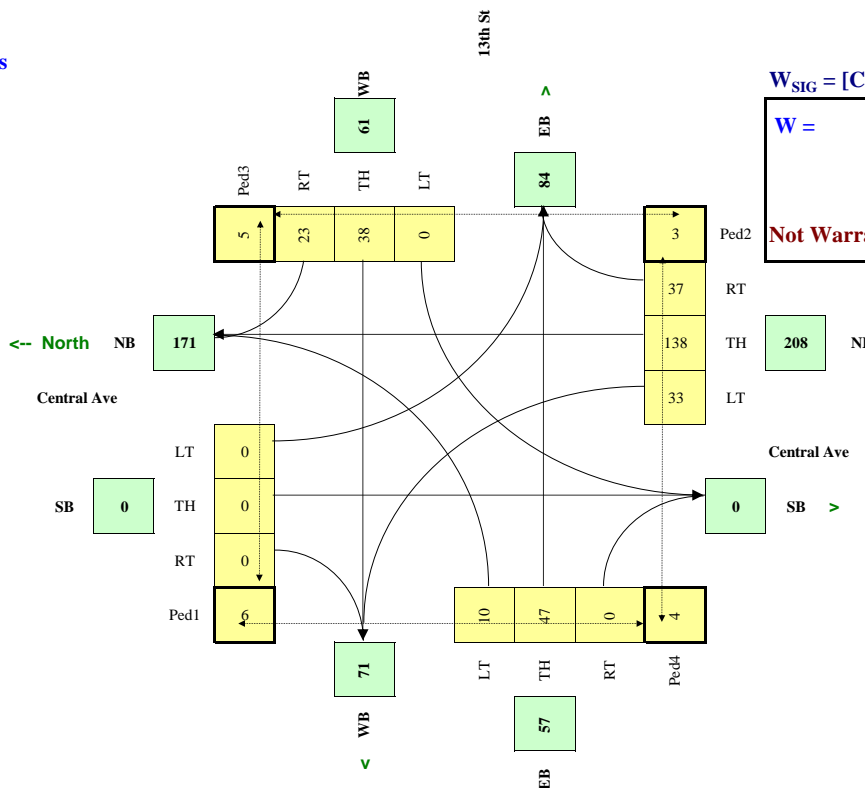 13th St
s
W_SIG = [C
W =
Not Warra
WB
61
^
EB
84
Ped3
RT
TH
LT
5
23
38
0
3
Ped2
37
RT
<-- North
NB
171
138
TH
208
N
Central Ave
33
LT
LT
0
Central Ave
SB
0
TH
0
0
SB
>
RT
0
Ped1
6
10
47
0
4
71
LT
TH
RT
Ped4
WB
57
v
EB